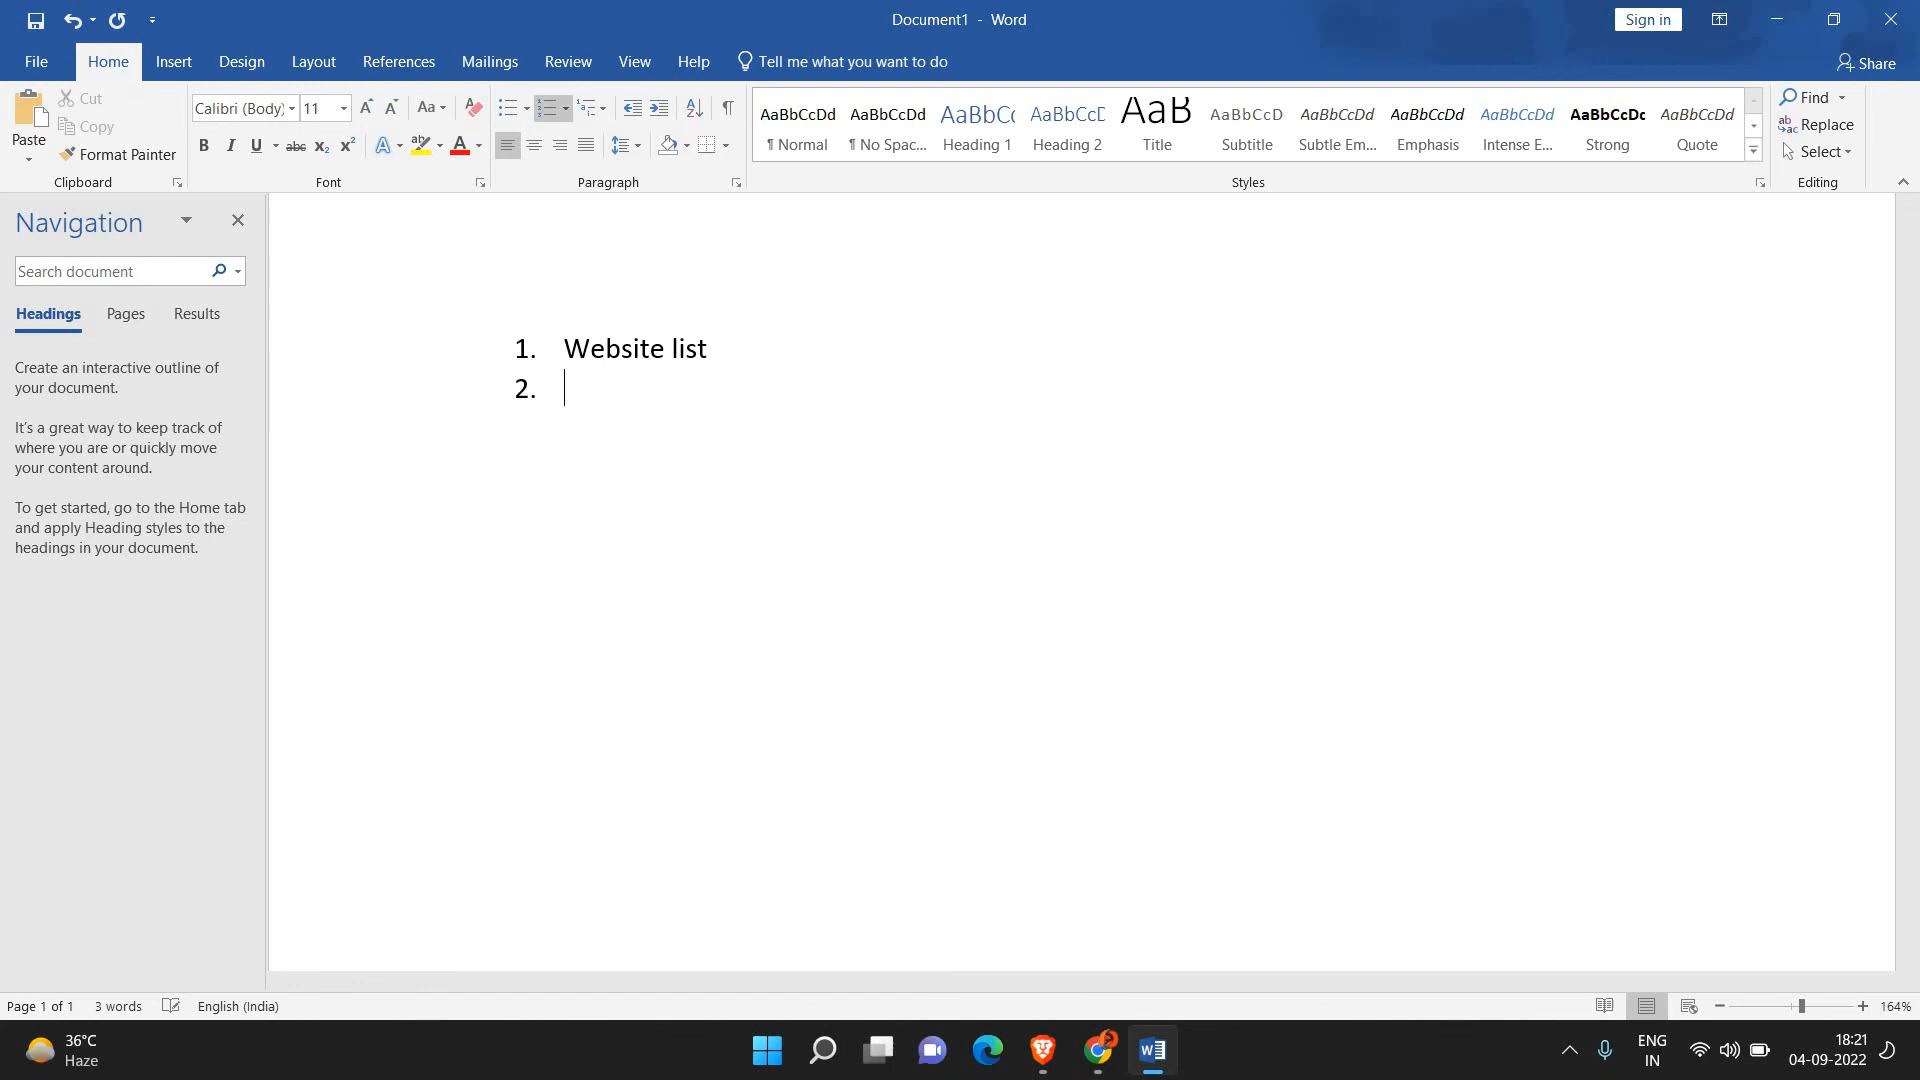 Document1 - Word
Sign in
File Home Insert Design Layout References Mailings Review View Help Tell me what you want to do
Share
Paste
Cut
Copy
Format Painter
Clipboard
Calibri (Body) 11
Aa
B I U abc x₂ x² A ab A
Font
Paragraph
AaBbCcDd AaBbCcDd AaBbCc AaBbCcD AaB AaBbCcD AaBbCcDd AaBbCcDd AaBbCcDd AaBbCcDc AaBbCcDd
¶ Normal ¶ No Spac... Heading 1 Heading 2 Title Subtitle Subtle Em... Emphasis Intense E... Strong Quote
Styles
Find
Replace
Select
Editing
Navigation
Search document
Headings Pages Results
Create an interactive outline of
your document.
It's a great way to keep track of
where you are or quickly move
your content around.
To get started, go to the Home tab
and apply Heading styles to the
headings in your document.
1. Website list
2.
Page 1 of 1 3 words English (India)
164%
36°C
Haze
ENG
IN
18:21
04-09-2022